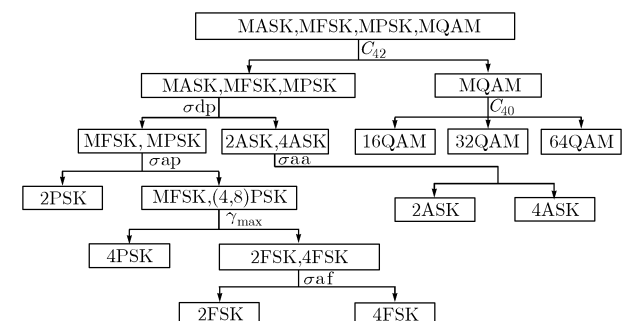 MASK,MFSK,MPSK,MQAM
C42
MASK,MFSK,MPSK
MQAM
σdp
C40
MFSK, MPSK
2ASK,4ASK
16QAM
32QAM
64QAM
σap
σaa
2PSK
MFSK,(4,8)PSK
2ASK
4ASK
γmax
4PSK
2FSK,4FSK
σaf
2FSK
4FSK